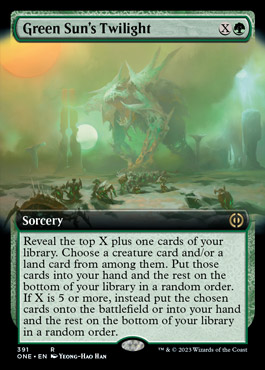 Green Sun's Twilight X
Sorcery
Reveal the top X plus one cards of your
library. Choose a creature card and/or a
land card from among them. Put those
cards into your hand and the rest on the
bottom of your library in a random order.
If X is 5 or more, instead put the chosen
cards onto the battlefield or into your hand
and the rest on the bottom of your library
in a random order.
391 R
ONE • EN Yeong-Hao Han ™ & © 2023 Wizards of the Coast